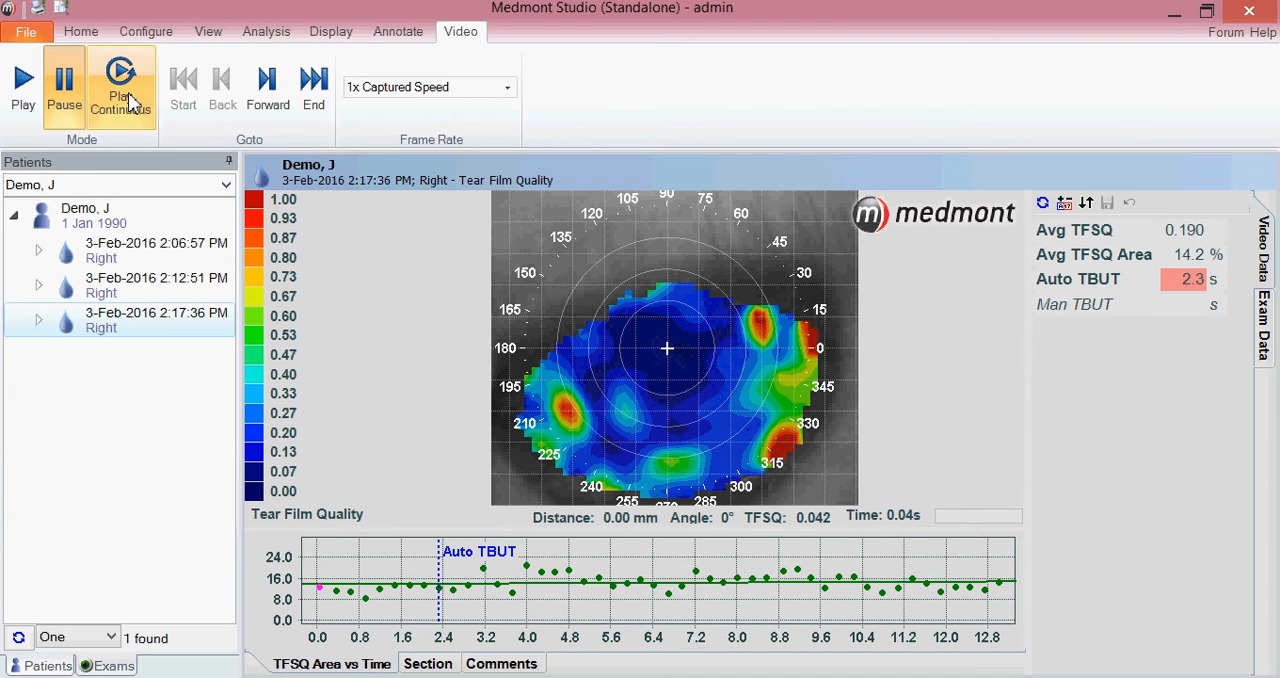 Medmont Studio (Standalone) - admin
File Home Configure View Analysis Display Annotate Video Forum Help
Play Pause Play Continuous Start Back Forward End 1x Captured Speed
Mode Goto Frame Rate
Patients
Demo, J
Demo, J
1 Jan 1990
3-Feb-2016 2:06:57 PM
Right
3-Feb-2016 2:12:51 PM
Right
3-Feb-2016 2:17:36 PM
Right
One 1 found
Patients Exams
Demo, J
3-Feb-2016 2:17:36 PM; Right - Tear Film Quality
1.00
0.93
0.87
0.80
0.73
0.67
0.60
0.53
0.47
0.40
0.33
0.27
0.20
0.13
0.07
0.00
105 90 75
120 60
135 45
150 30
165 15
180 0
195 345
210 330
225 315
240 300
255 270 285
medmont
Tear Film Quality
Distance: 0.00 mm Angle: 0° TFSQ: 0.042 Time: 0.04s
Avg TFSQ 0.190
Avg TFSQ Area 14.2 %
Auto TBUT 2.3 s
Man TBUT s
Video Data
Exam Data
Auto TBUT
24.0
16.0
8.0
0.0
0.0 0.8 1.6 2.4 3.2 4.0 4.8 5.6 6.4 7.2 8.0 8.8 9.6 10.4 11.2 12.0 12.8
TFSQ Area vs Time Section Comments